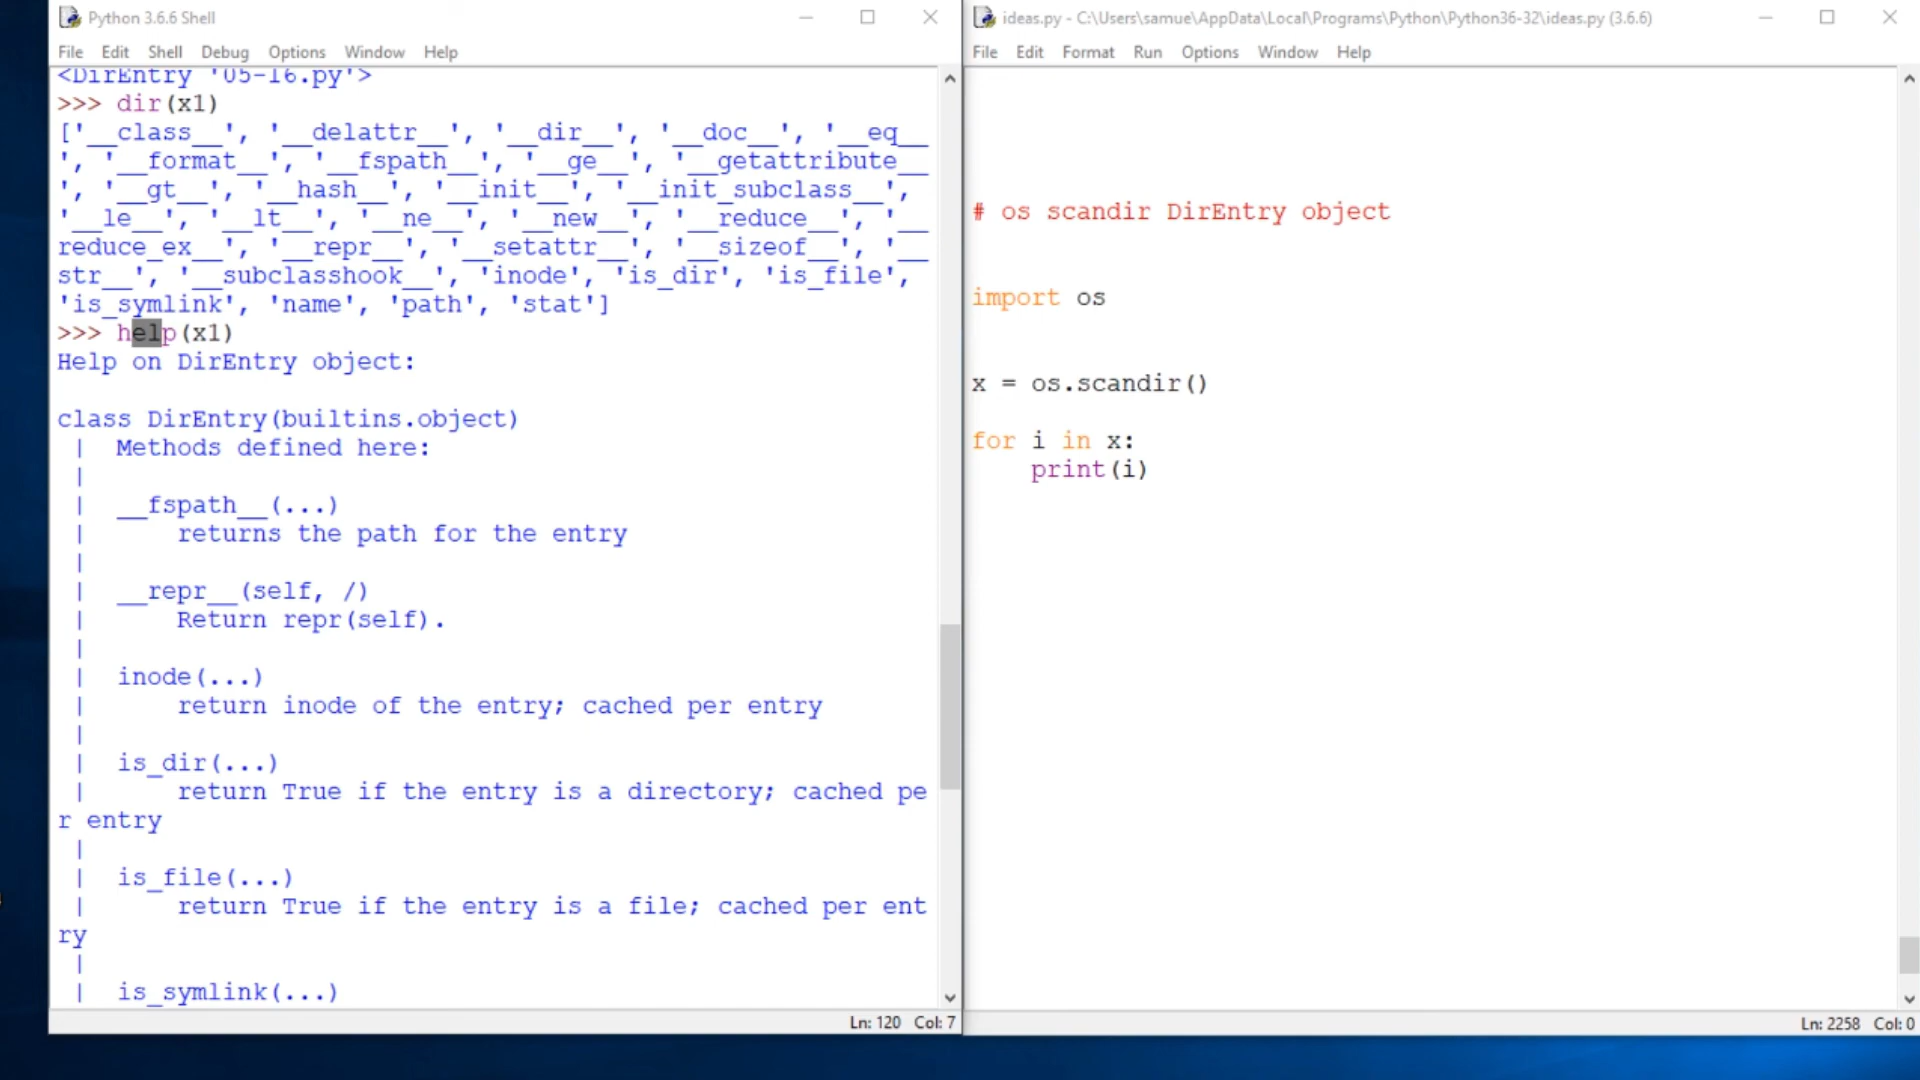 Python 3.6.6 Shell
File Edit Shell Debug Options Window Help
<DirEntry '05-16.py'>
>>> dir(x1)
['__class__', '__delattr__', '__dir__', '__doc__', '__eq__
', '__format__', '__fspath__', '__ge__', '__getattribute__
', '__gt__', '__hash__', '__init__', '__init_subclass__',
'__le__', '__lt__', '__ne__', '__new__', '__reduce__', '__
reduce_ex__', '__repr__', '__setattr__', '__sizeof__', '__
str__', '__subclasshook__', 'inode', 'is_dir', 'is_file',
'is_symlink', 'name', 'path', 'stat']
>>> help(x1)
Help on DirEntry object:
class DirEntry(builtins.object)
 |  Methods defined here:
 |
 |  __fspath__(...)
 |      returns the path for the entry
 |
 |  __repr__(self, /)
 |      Return repr(self).
 |
 |  inode(...)
 |      return inode of the entry; cached per entry
 |
 |  is_dir(...)
 |      return True if the entry is a directory; cached pe
r entry
 |
 |  is_file(...)
 |      return True if the entry is a file; cached per ent
ry
 |
 |  is_symlink(...)
Ln: 120 Col: 7
ideas.py - C:\Users\samue\AppData\Local\Programs\Python\Python36-32\ideas.py (3.6.6)
File Edit Format Run Options Window Help
# os scandir DirEntry object
import os
x = os.scandir()
for i in x:
    print(i)
Ln: 2258 Col: 0